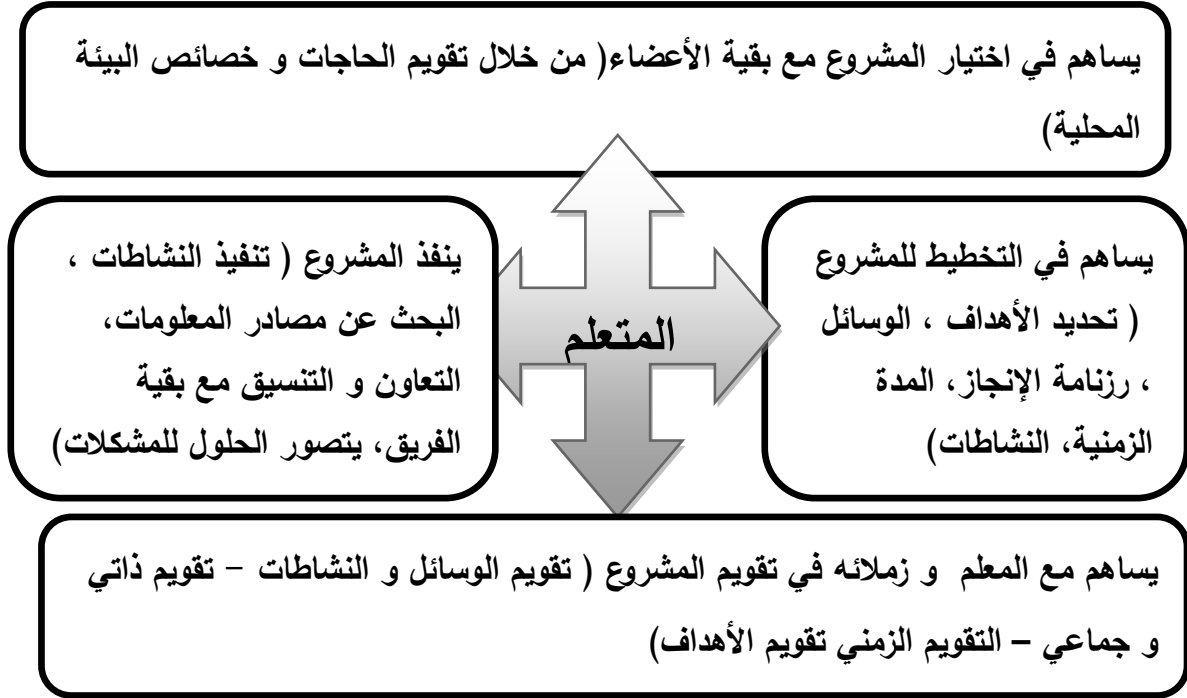 يساهم في اختيار المشروع مع بقية الأعضاء( من خلال تقويم الحاجات و خصائص البيئة
المحلية)
يساهم في التخطيط للمشروع
( تحديد الأهداف ، الوسائل
، رزنامة الإنجاز، المدة
الزمنية، النشاطات)
المتعلم
ينفذ المشروع ( تنفيذ النشاطات ،
البحث عن مصادر المعلومات،
التعاون و التنسيق مع بقية
الفريق، يتصور الحلول للمشكلات)
يساهم مع المعلم و زملائه في تقويم المشروع ( تقويم الوسائل و النشاطات – تقويم ذاتي
و جماعي – التقويم الزمني تقويم الأهداف)